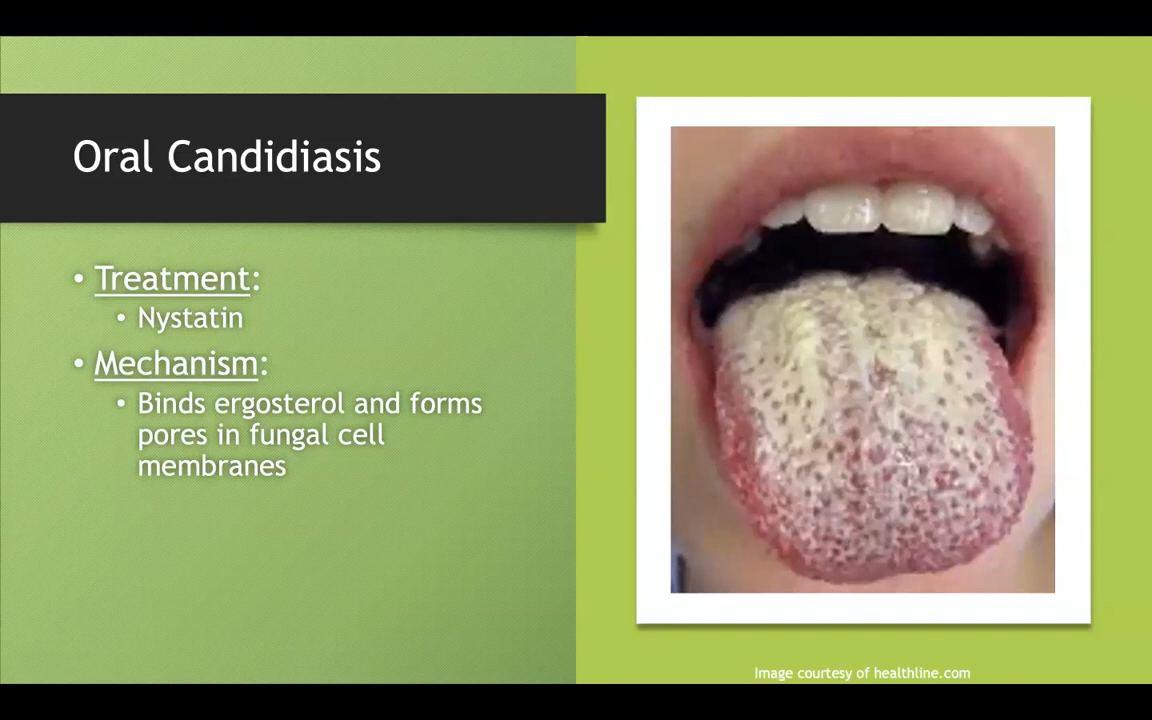 Oral Candidiasis
• Treatment:
• Nystatin
• Mechanism:
• Binds ergosterol and forms
pores in fungal cell
membranes
Image courtesy of healthline.com